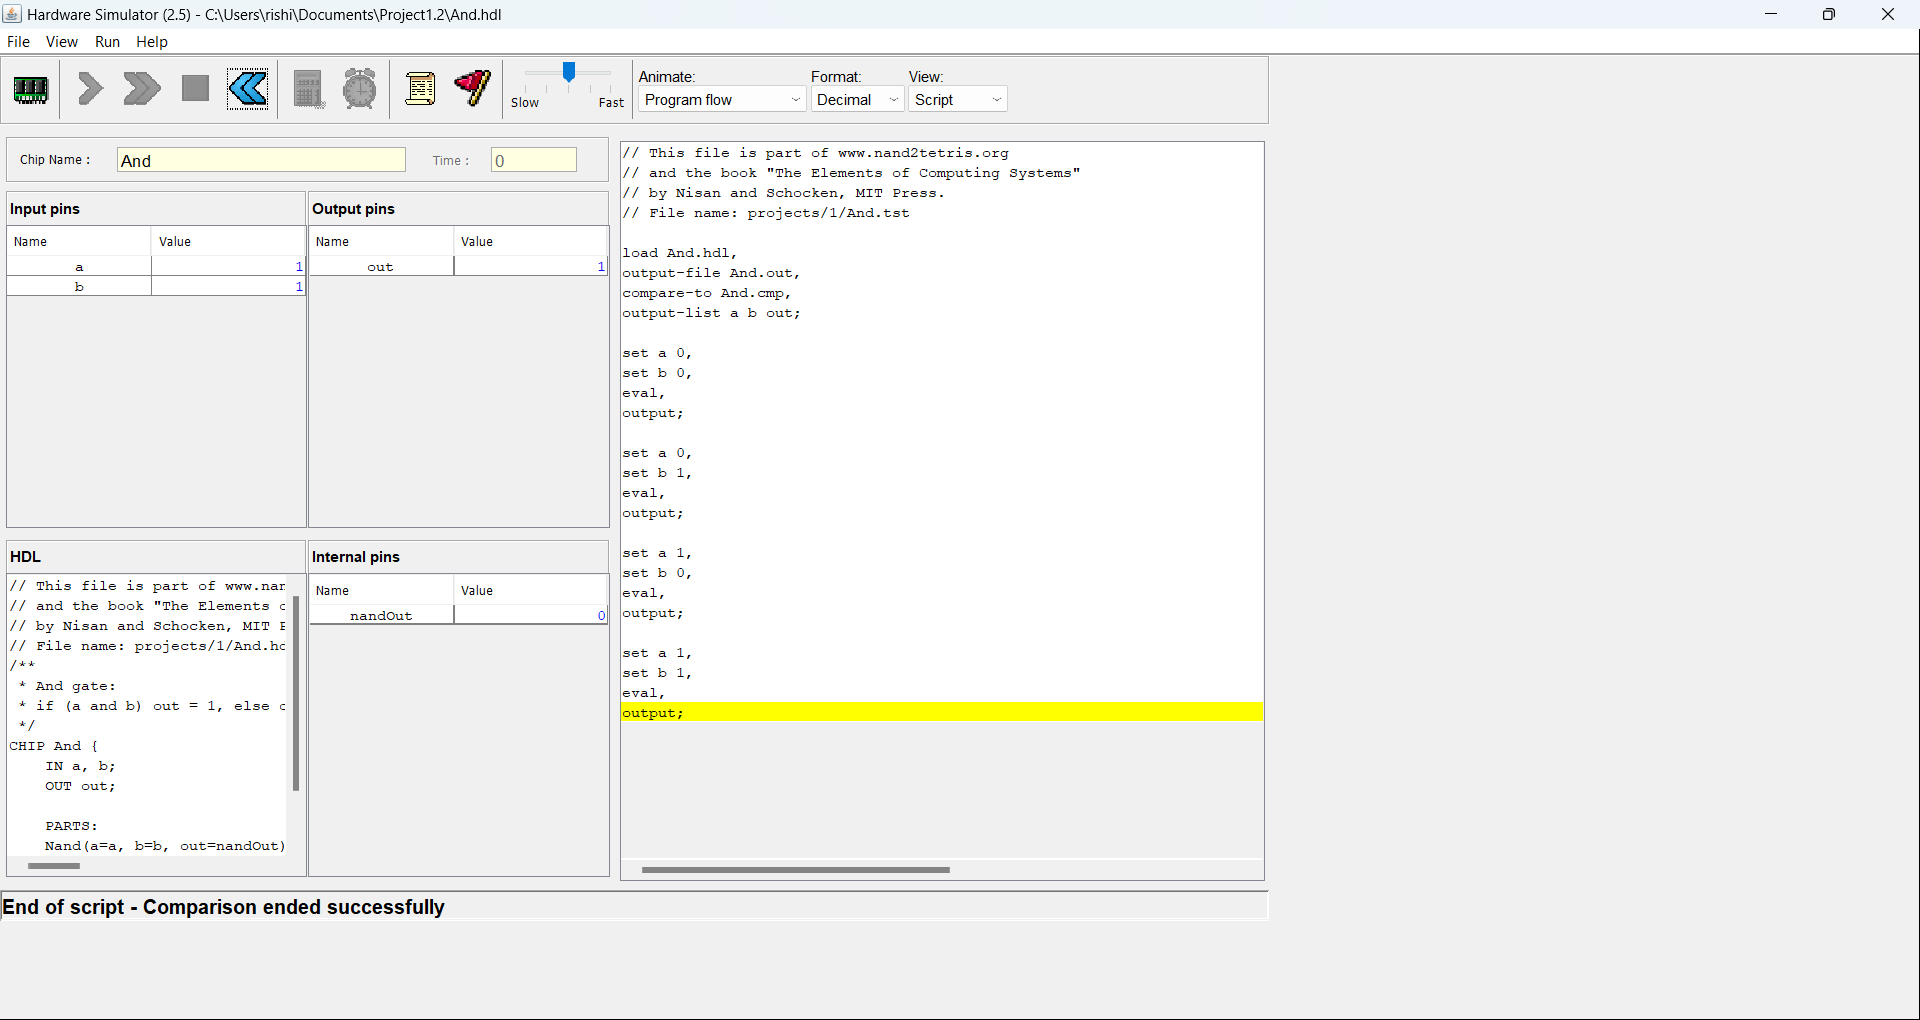 Hardware Simulator (2.5) - C:\Users\rishi\Documents\Project1.2\And.hdl
File View Run Help
Slow Fast
Animate: Format: View:
Program flow Decimal Script
Chip Name : And Time : 0
Input pins
Name Value
a 1
b 1
Output pins
Name Value
out 1
HDL
// This file is part of www.nan
// and the book "The Elements
// by Nisan and Schocken, MIT
// File name: projects/1/And.hd
/**
* And gate:
* if (a and b) out = 1, else
*/
CHIP And {
IN a, b;
OUT out;
PARTS:
Nand(a=a, b=b, out=nandOut)
Internal pins
Name Value
nandOut 0
// This file is part of www.nand2tetris.org
// and the book "The Elements of Computing Systems"
// by Nisan and Schocken, MIT Press.
// File name: projects/1/And.tst
load And.hdl,
output-file And.out,
compare-to And.cmp,
output-list a b out;
set a 0,
set b 0,
eval,
output;
set a 0,
set b 1,
eval,
output;
set a 1,
set b 0,
eval,
output;
set a 1,
set b 1,
eval,
output;
End of script - Comparison ended successfully